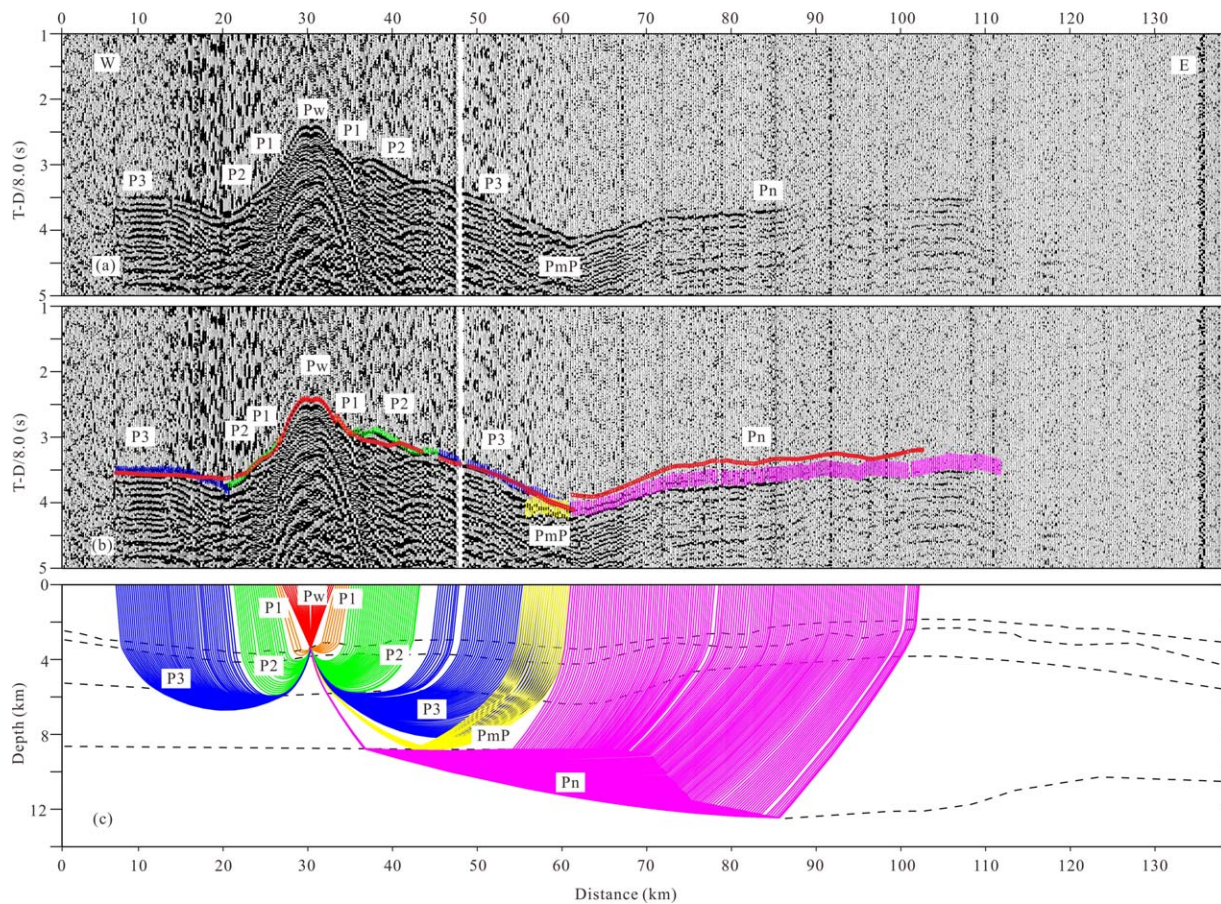 0 10 20 30 40 50 60 70 80 90 100 110 120 130
1
W
E
2
Pw
P1
P1
P2
3
P2
P3
P3
Pn
4
T-D/8.0 (s)
(a)
PmP
5
1
2
Pw
P1
P2
P1
3
P3
P2
P3
Pn
4
T-D/8.0 (s)
PmP
(b)
5
0
P1
Pw
P1
4
P2
P2
P3
P3
8
PmP
Depth (km)
Pn
12
(c)
0 10 20 30 40 50 60 70 80 90 100 110 120 130
Distance (km)